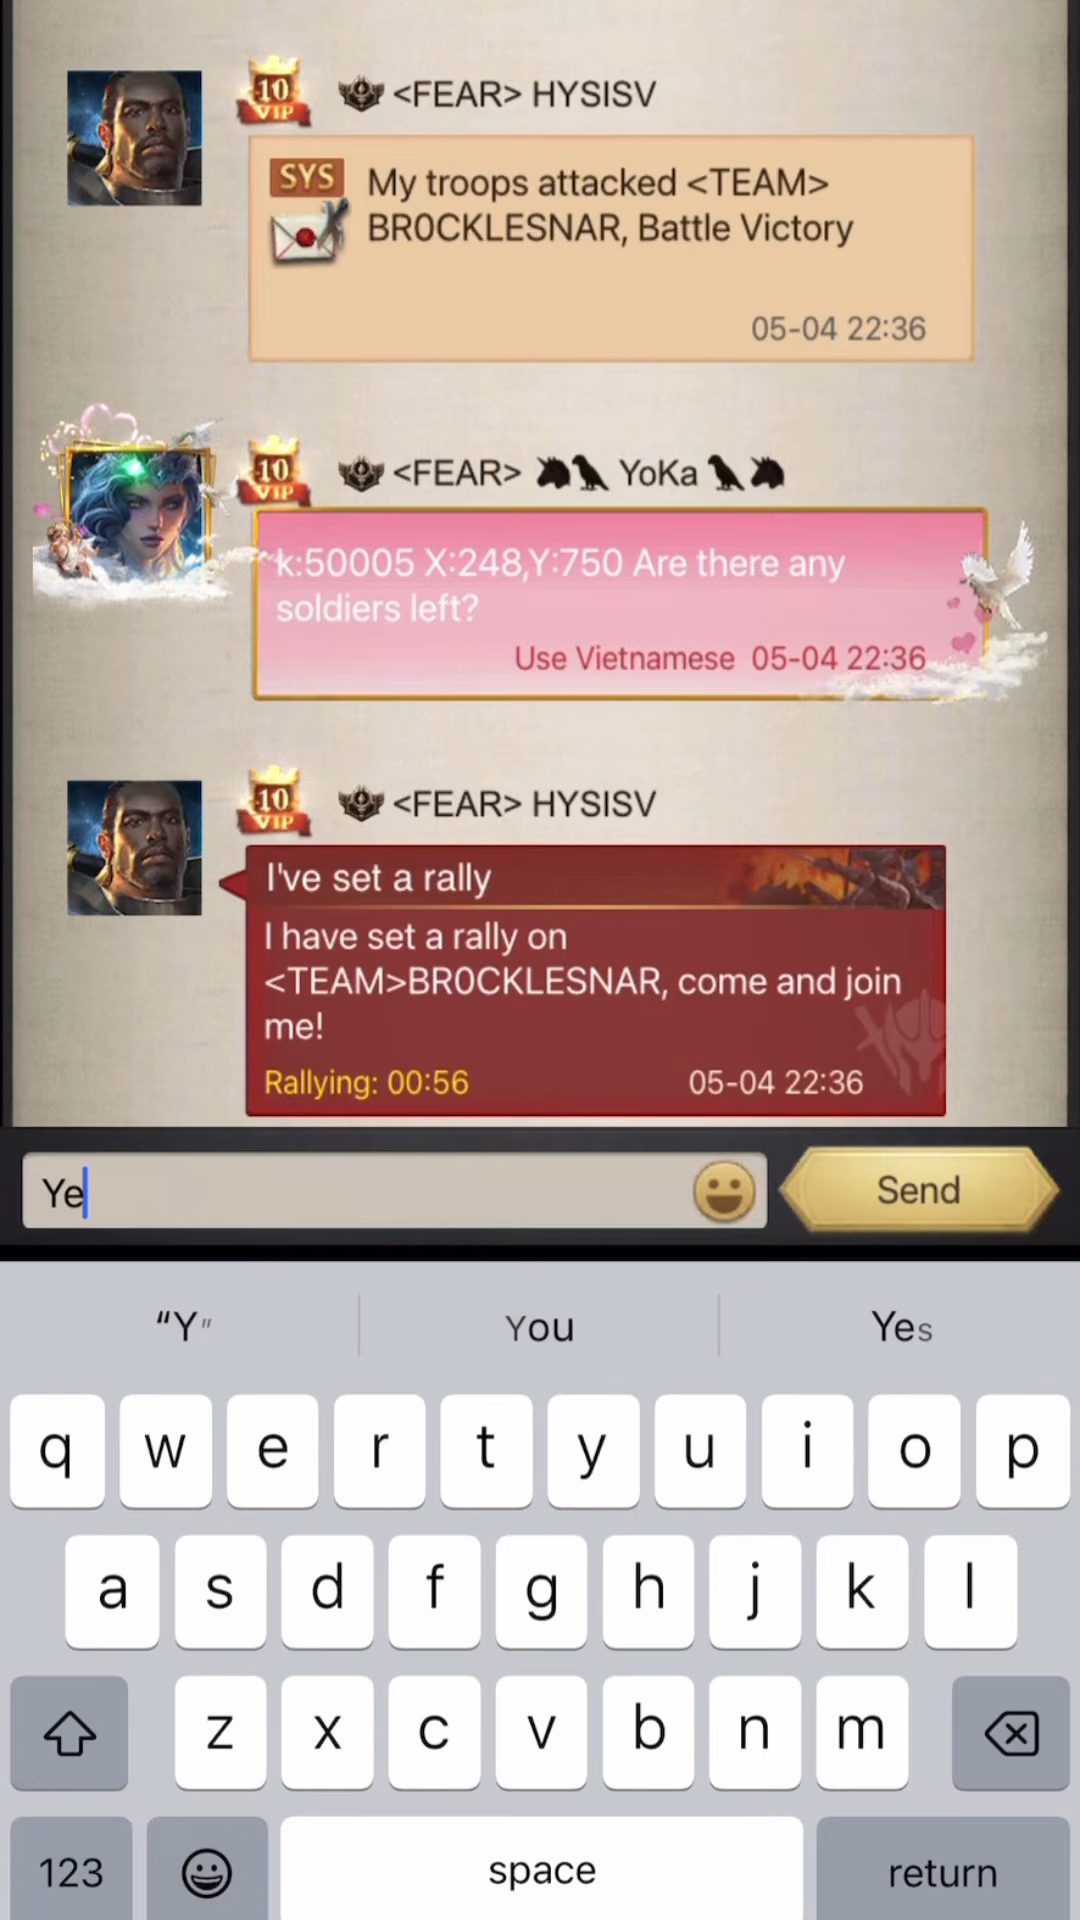 10
VIP
<FEAR> HYSISV
SYS
My troops attacked <TEAM>
BR0CKLESNAR, Battle Victory
05-04 22:36
10
VIP
<FEAR> YoKa
k:50005 X:248,Y:750 Are there any
soldiers left?
Use Vietnamese 05-04 22:36
10
VIP
<FEAR> HYSISV
I've set a rally
I have set a rally on
<TEAM>BR0CKLESNAR, come and join
me!
Rallying: 00:56 05-04 22:36
Ye
Send
“Y” You Yes
q w e r t y u i o p
a s d f g h j k l
z x c v b n m
123 space return